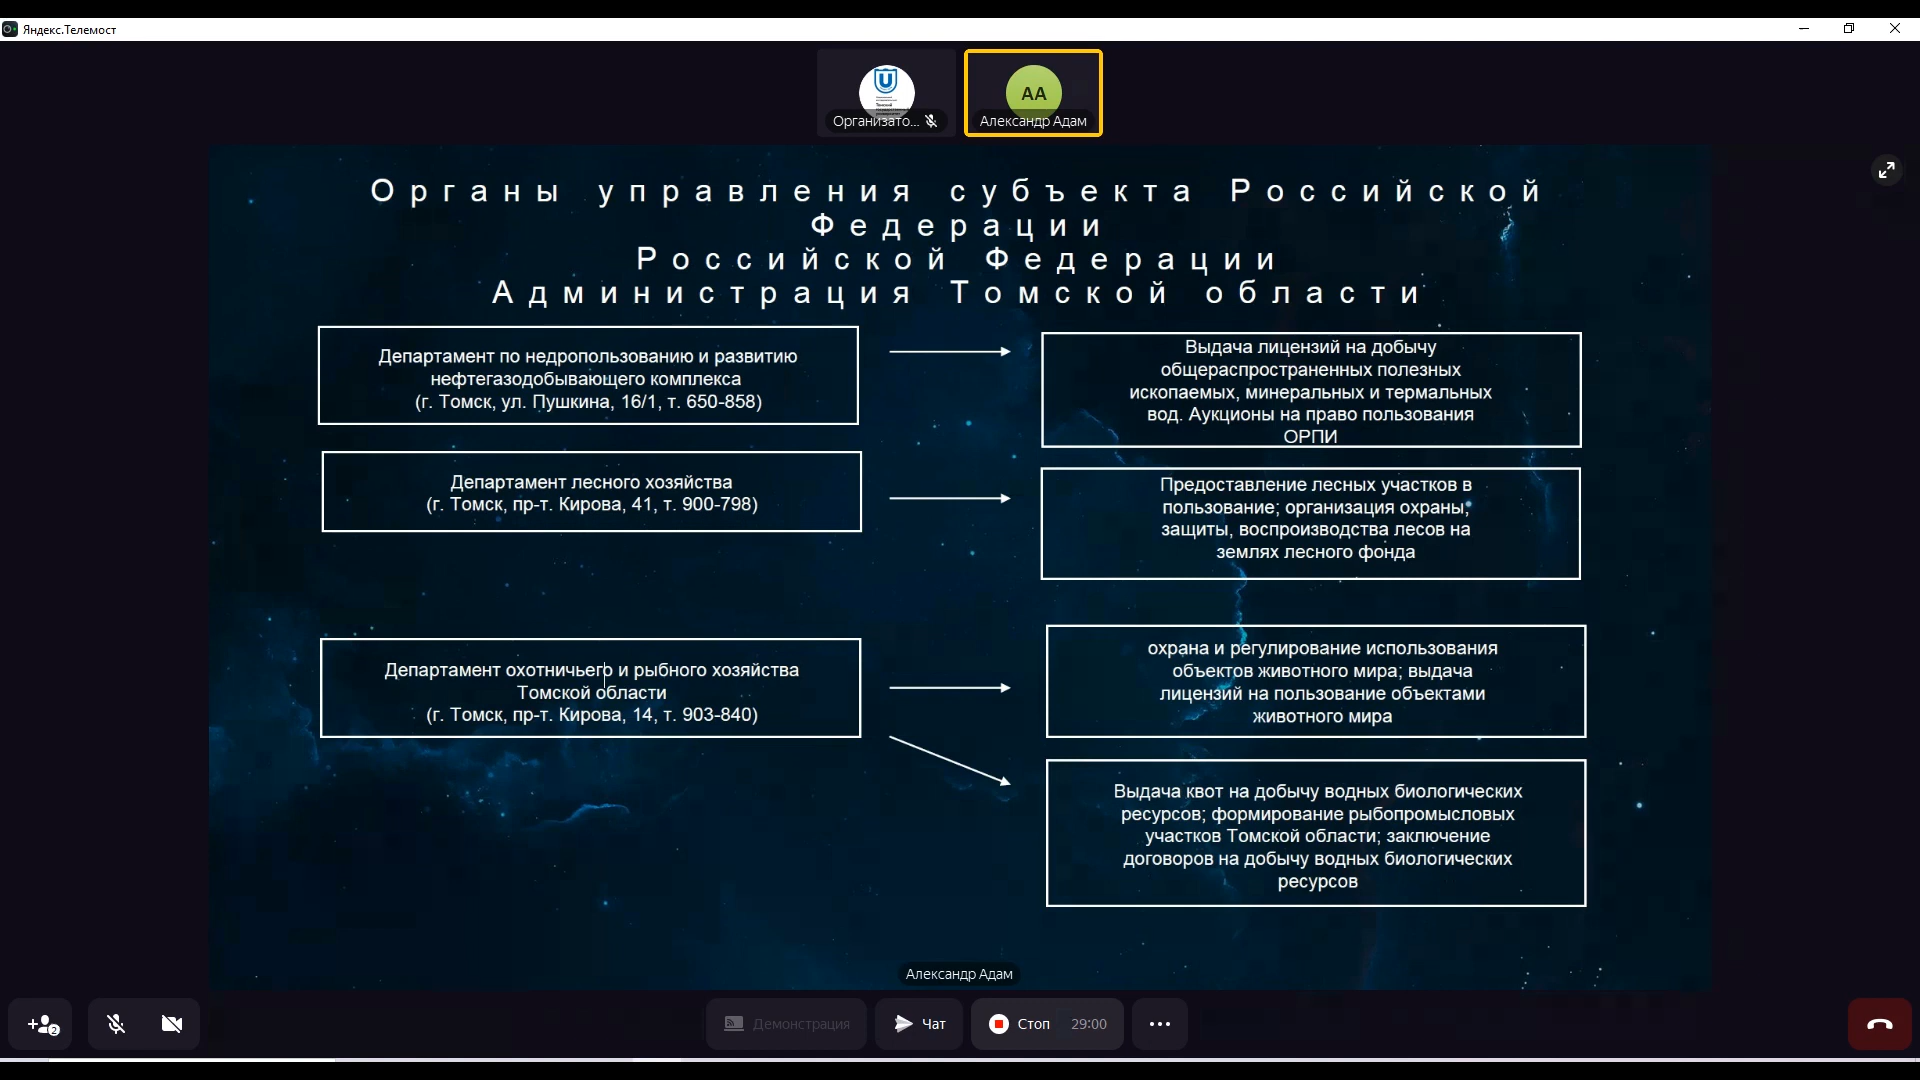 Яндекс.Телемост
Организато...
АА
Александр Адам
Органы управления субъекта Российской
Федерации
Российской Федерации
Администрация Томской области
Департамент по недропользованию и развитию
нефтегазодобывающего комплекса
(г. Томск, ул. Пушкина, 16/1, т. 650-858)
Выдача лицензий на добычу
общераспространенных полезных
ископаемых, минеральных и термальных
вод. Аукционы на право пользования
ОРПИ
Департамент лесного хозяйства
(г. Томск, пр-т. Кирова, 41, т. 900-798)
Предоставление лесных участков в
пользование; организация охраны,
защиты, воспроизводства лесов на
землях лесного фонда
Департамент охотничьего и рыбного хозяйства
Томской области
(г. Томск, пр-т. Кирова, 14, т. 903-840)
охрана и регулирование использования
объектов животного мира; выдача
лицензий на пользование объектами
животного мира
Выдача квот на добычу водных биологических
ресурсов; формирование рыбопромысловых
участков Томской области; заключение
договоров на добычу водных биологических
ресурсов
Александр Адам
2
Демонстрация
Чат
Стоп 29:00